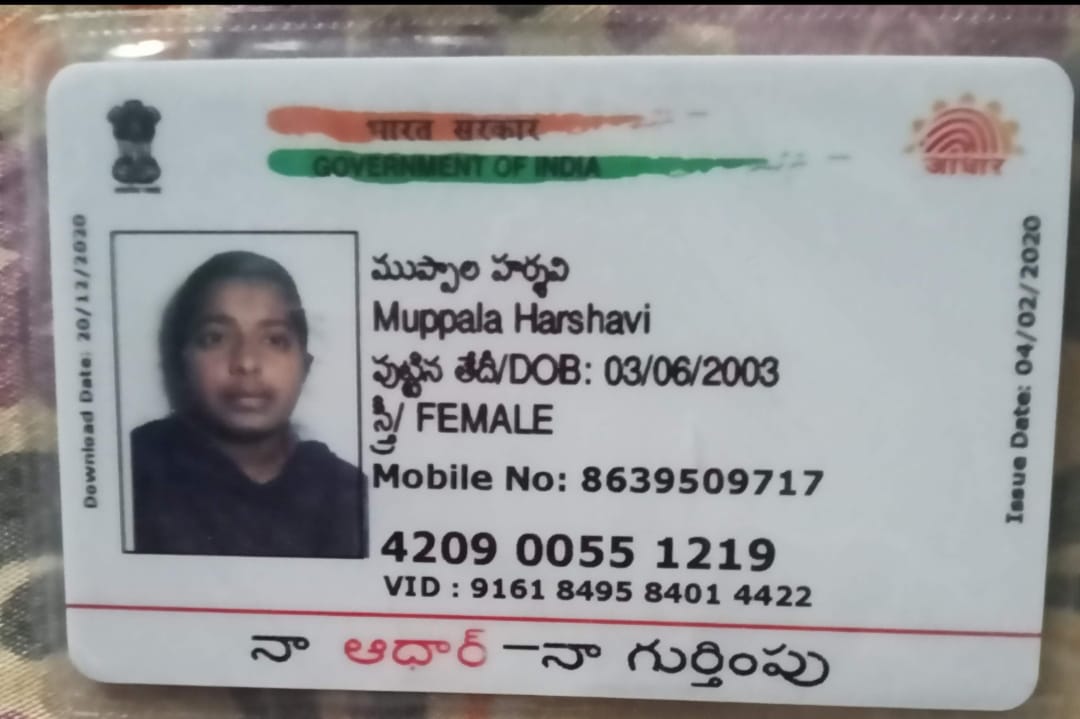 भारत सरकार
GOVERNMENT OF INDIA
आधार
Download Date: 20/12/2020
ముప్పాల హర్షవి
Muppala Harshavi
పుట్టిన తేదీ/DOB: 03/06/2003
స్త్రీ/ FEMALE
Mobile No: 8639509717
4209 0055 1219
VID : 9161 8495 8401 4422
Issue Date: 04/02/2020
నా ఆధార్ –నా గుర్తింపు